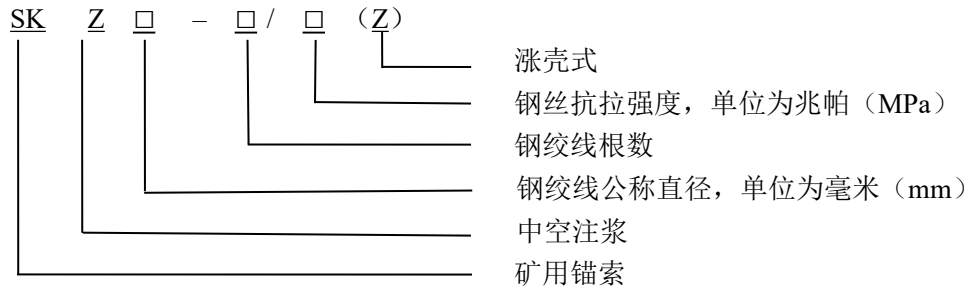 SK Z □ – □ / □ （Z）
涨壳式
钢丝抗拉强度，单位为兆帕（MPa）
钢绞线根数
钢绞线公称直径，单位为毫米（mm）
中空注浆
矿用锚索